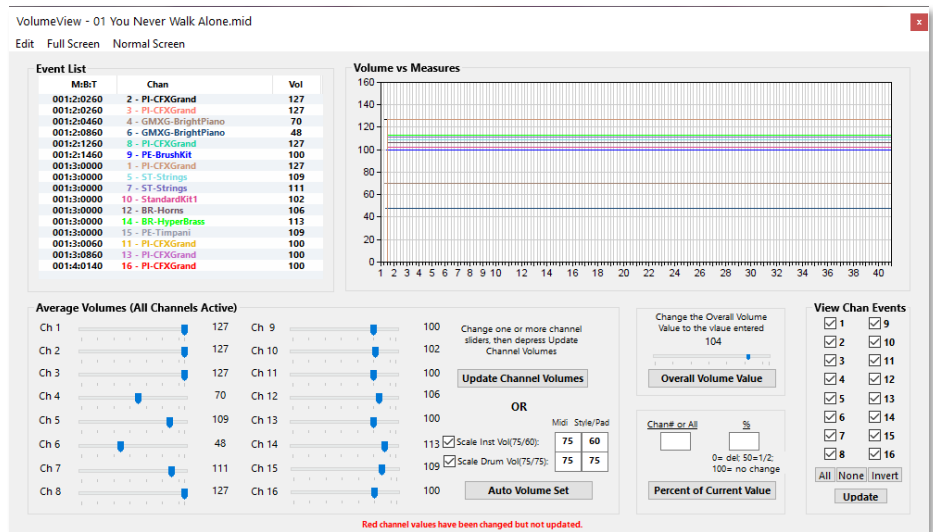 VolumeView - 01 You Never Walk Alone.mid
x
Edit Full Screen Normal Screen
Event List
M:B:T Chan Vol
001:2:0260 2 - PI-CFXGrand 127
001:2:0260 3 - PI-CFXGrand 127
001:2:0460 4 - GMXG-BrightPiano 70
001:2:0860 6 - GMXG-BrightPiano 48
001:2:1260 8 - PI-CFXGrand 127
001:2:1460 9 - PE-BrushKit 100
001:3:0000 1 - PI-CFXGrand 127
001:3:0000 5 - ST-Strings 109
001:3:0000 7 - ST-Strings 111
001:3:0000 10 - StandardKit1 102
001:3:0000 12 - BR-Horns 106
001:3:0000 14 - BR-HyperBrass 113
001:3:0000 15 - PE-Timpani 109
001:3:0060 11 - PI-CFXGrand 100
001:3:0860 13 - PI-CFXGrand 100
001:4:0140 16 - PI-CFXGrand 100
Volume vs Measures
160
140
120
100
80
60
40
20
0
1 2 3 4 5 6 7 8 9 10 12 14 16 18 20 22 24 26 28 30 32 34 36 38 40
Average Volumes (All Channels Active)
Ch 1 127
Ch 2 127
Ch 3 127
Ch 4 70
Ch 5 109
Ch 6 48
Ch 7 111
Ch 8 127
Ch 9 100
Ch 10 102
Ch 11 100
Ch 12 106
Ch 13 100
Ch 14 113
Ch 15 109
Ch 16 100
Change one or more channel
sliders, then depress Update
Channel Volumes
Update Channel Volumes
OR
Midi Style/Pad
Scale Inst Vol(75/60): 75 60
Scale Drum Vol(75/75): 75 75
Auto Volume Set
Change the Overall Volume
Value to the vlaue entered
104
Overall Volume Value
Chan# or All %
0= del; 50=1/2;
100= no change
Percent of Current Value
View Chan Events
1 9
2 10
3 11
4 12
5 13
6 14
7 15
8 16
All None Invert
Update
Red channel values have been changed but not updated.